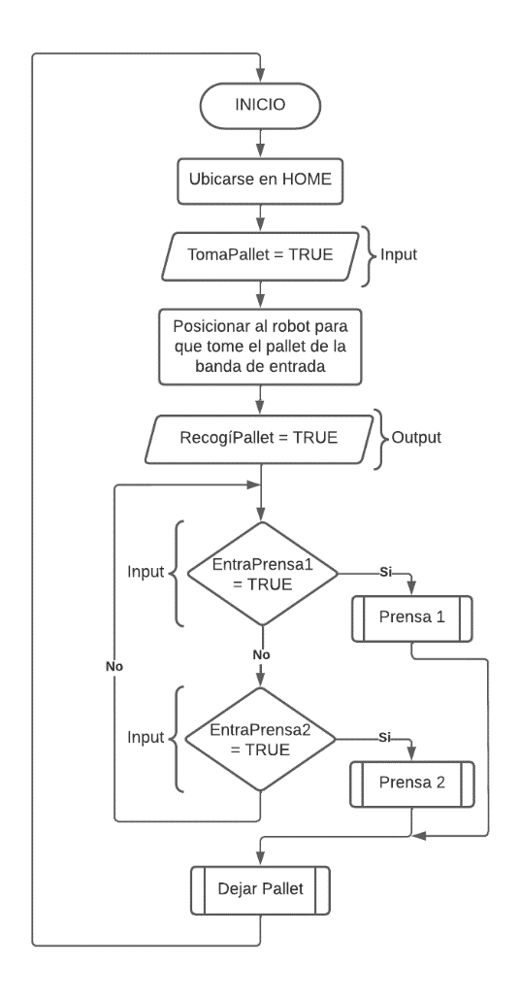 INICIO
Ubicarse en HOME
TomaPallet = TRUE
Input
Posicionar al robot para
que tome el pallet de la
banda de entrada
RecogíPallet = TRUE
Output
Input
EntraPrensa1
= TRUE
Si
Prensa 1
No
No
Input
EntraPrensa2
= TRUE
Si
Prensa 2
Dejar Pallet